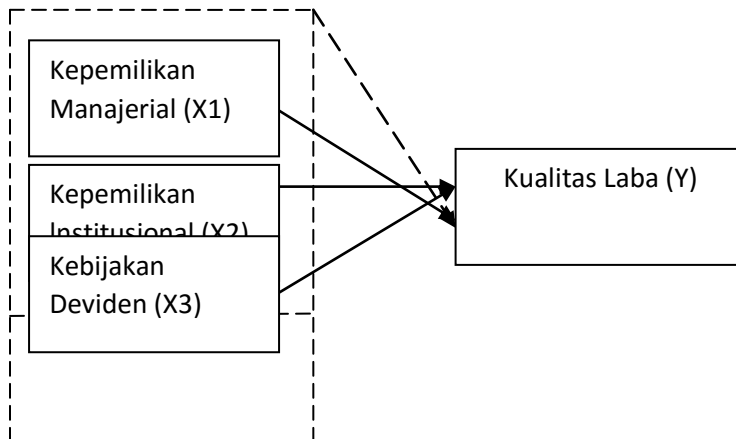 Kepemilikan
Manajerial (X1)
Kepemilikan
Institusional (X2)
Kebijakan
Deviden (X3)
Kualitas Laba (Y)